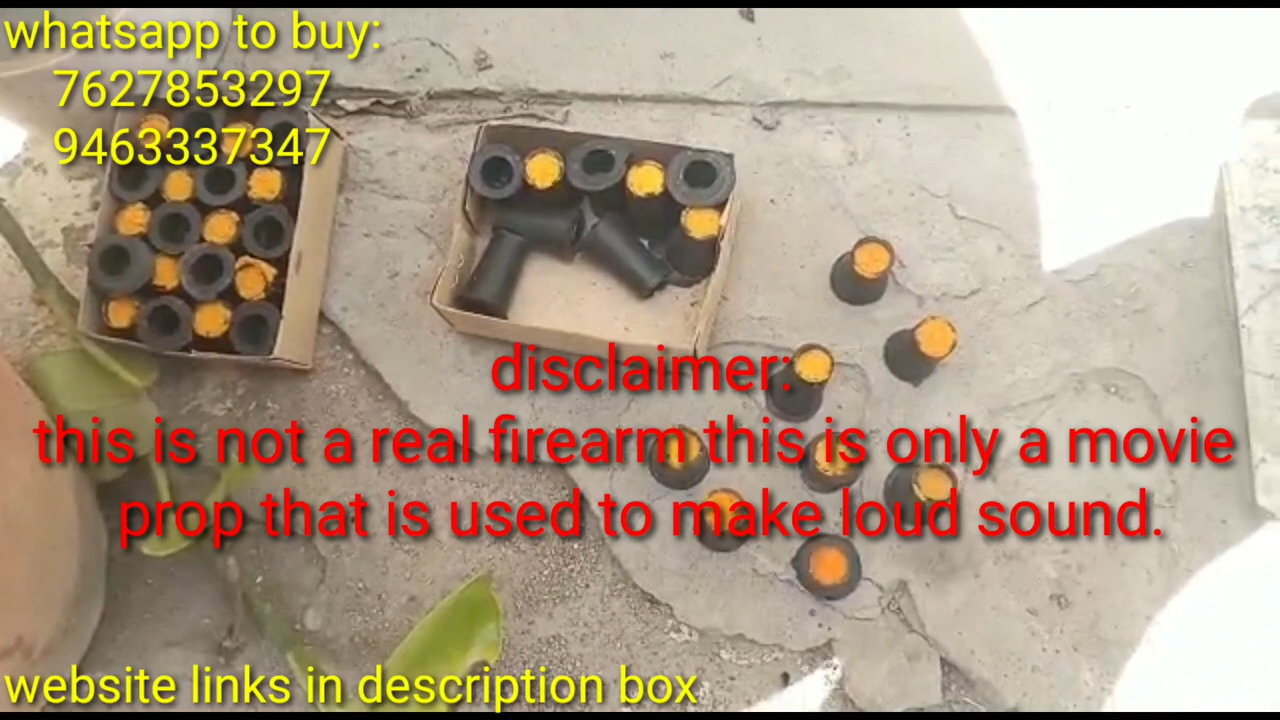 whatsapp to buy:
7627853297
9463337347
disclaimer:
this is not a real firearm this is only a movie
prop that is used to make loud sound.
website links in description box